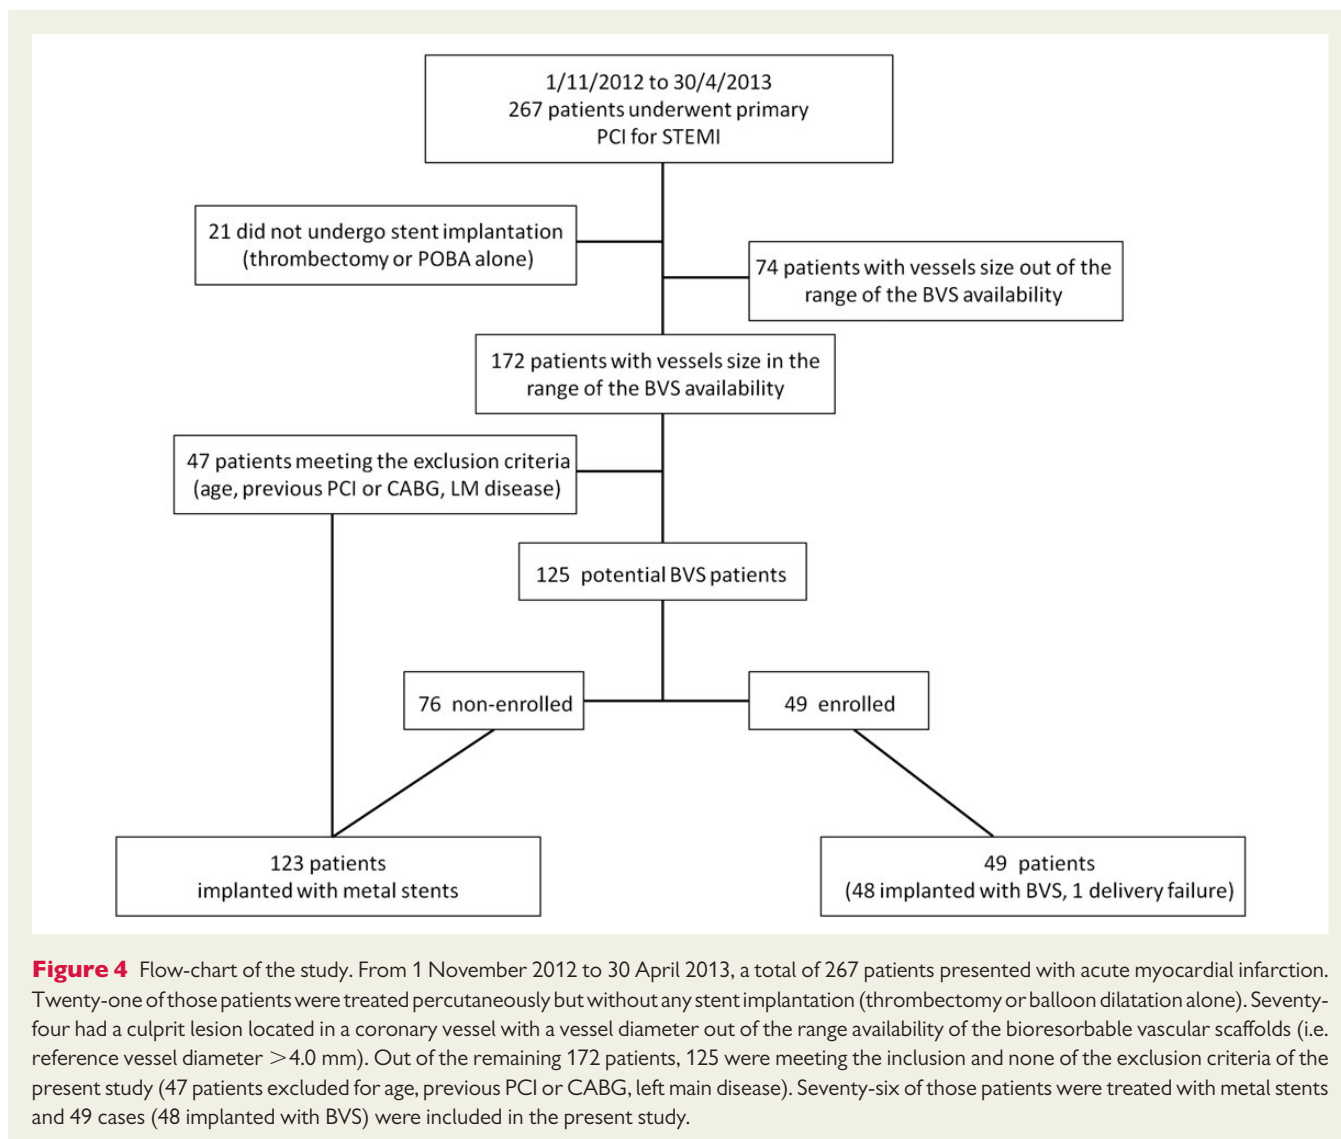 1/11/2012 to 30/4/2013
267 patients underwent primary
PCI for STEMI
21 did not undergo stent implantation
(thrombectomy or POBA alone)
74 patients with vessels size out of the
range of the BVS availability
172 patients with vessels size in the
range of the BVS availability
47 patients meeting the exclusion criteria
(age, previous PCI or CABG, LM disease)
125 potential BVS patients
76 non-enrolled
49 enrolled
123 patients
implanted with metal stents
49 patients
(48 implanted with BVS, 1 delivery failure)
Figure 4 Flow-chart of the study. From 1 November 2012 to 30 April 2013, a total of 267 patients presented with acute myocardial infarction.
Twenty-one of those patients were treated percutaneously but without any stent implantation (thrombectomy or balloon dilatation alone). Seventy-
four had a culprit lesion located in a coronary vessel with a vessel diameter out of the range availability of the bioresorbable vascular scaffolds (i.e.
reference vessel diameter >4.0 mm). Out of the remaining 172 patients, 125 were meeting the inclusion and none of the exclusion criteria of the
present study (47 patients excluded for age, previous PCI or CABG, left main disease). Seventy-six of those patients were treated with metal stents
and 49 cases (48 implanted with BVS) were included in the present study.